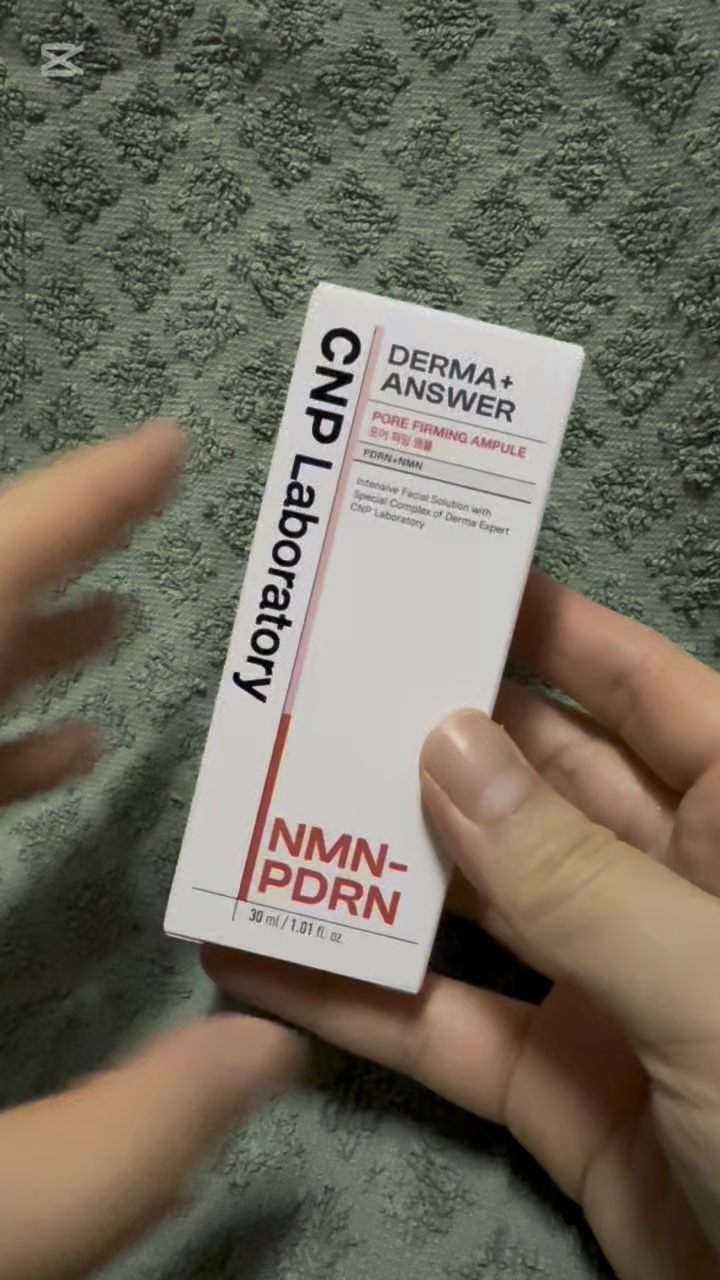 CNP Laboratory
DERMA+
ANSWER
PORE FIRMING AMPULE
포어 퍼밍 앰플
PDRN+NMN
Intensive Facial Solution with
Special Complex of Derma Expert
CNP Laboratory
NMN-
PDRN
30 ml / 1.01 fl. oz.